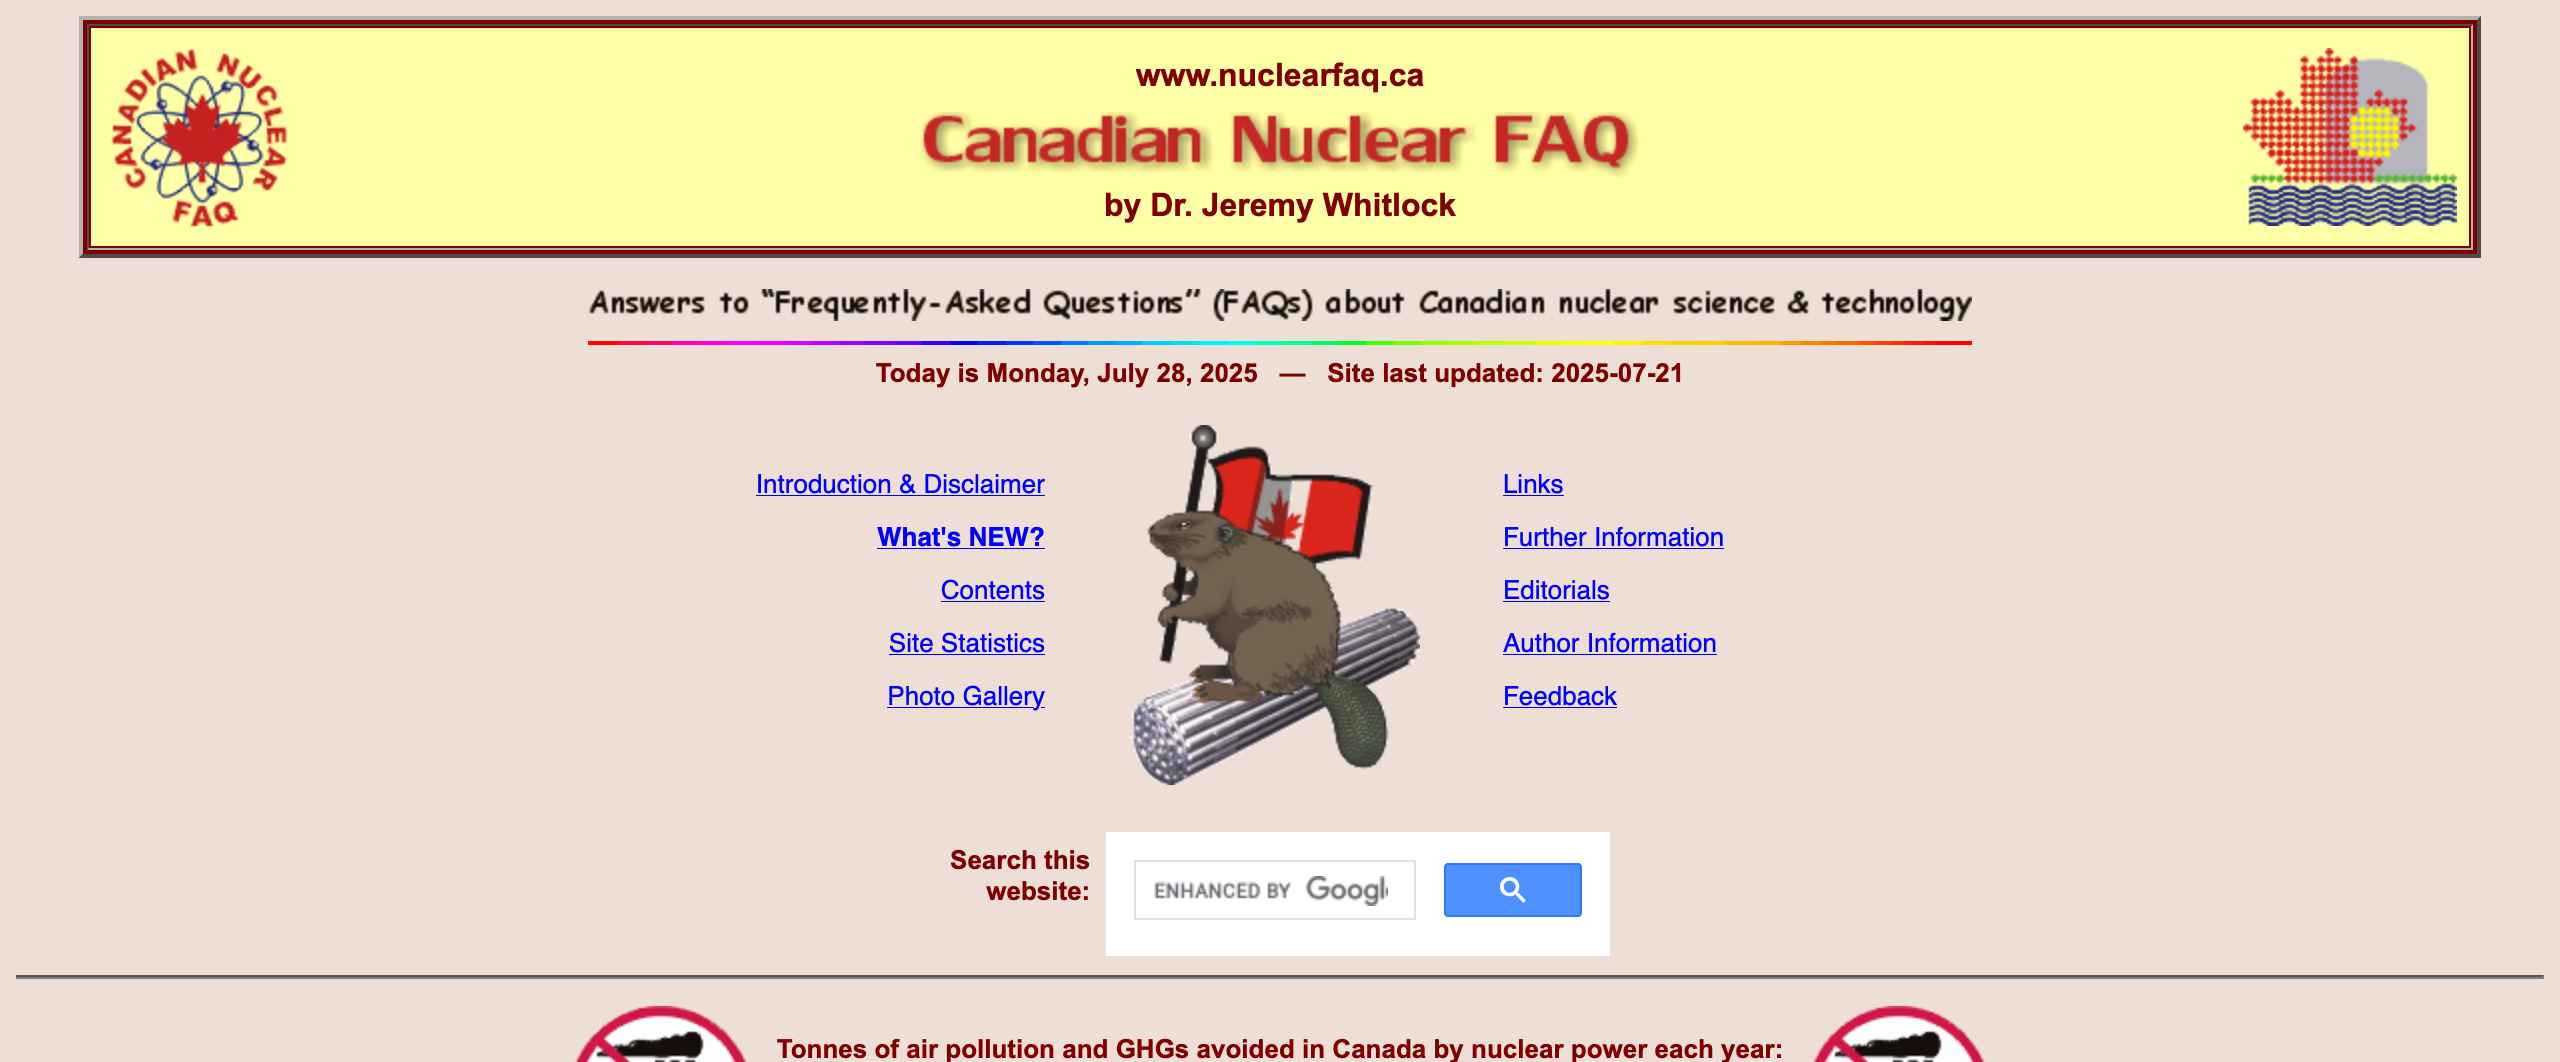 CANADIAN NUCLEAR
FAQ
www.nuclearfaq.ca
Canadian Nuclear FAQ
by Dr. Jeremy Whitlock
Answers to “Frequently-Asked Questions” (FAQs) about Canadian nuclear science & technology
Today is Monday, July 28, 2025 — Site last updated: 2025-07-21
Introduction & Disclaimer
What's NEW?
Contents
Site Statistics
Photo Gallery
Links
Further Information
Editorials
Author Information
Feedback
Search this
website:
ENHANCED BY Googl
Tonnes of air pollution and GHGs avoided in Canada by nuclear power each year: